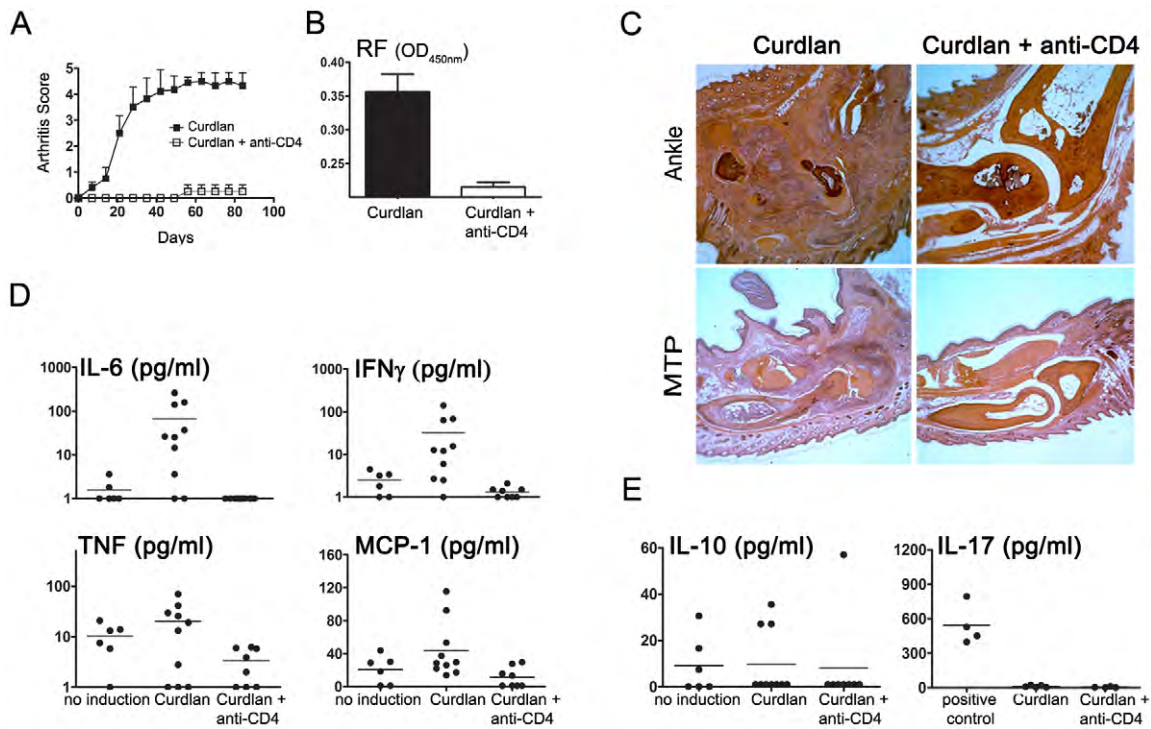 A
Arthritis Score
5
4
3
2
1
0
0 20 40 60 80 100
Days
Curdlan
Curdlan + anti-CD4
B
RF (OD450nm)
0.40
0.35
0.30
0.25
0.20
Curdlan
Curdlan +
anti-CD4
C
Curdlan
Curdlan + anti-CD4
Ankle
MTP
D
IL-6 (pg/ml)
1000
100
10
1
IFNγ (pg/ml)
1000
100
10
1
TNF (pg/ml)
100
10
1
no induction Curdlan Curdlan +
anti-CD4
MCP-1 (pg/ml)
160
120
80
40
0
no induction Curdlan Curdlan +
anti-CD4
E
IL-10 (pg/ml)
60
40
20
0
no induction Curdlan Curdlan +
anti-CD4
IL-17 (pg/ml)
1200
900
600
300
0
positive Curdlan Curdlan +
control anti-CD4